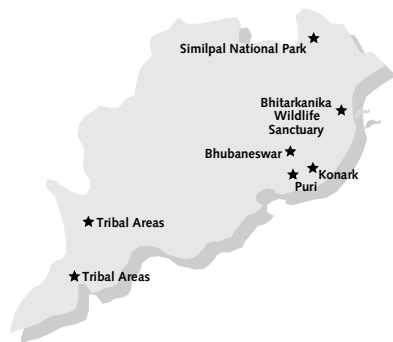 Similpal National Park
Bhitarkanika
Wildlife
Sanctuary
Bhubaneswar
Konark
Puri
Tribal Areas
Tribal Areas